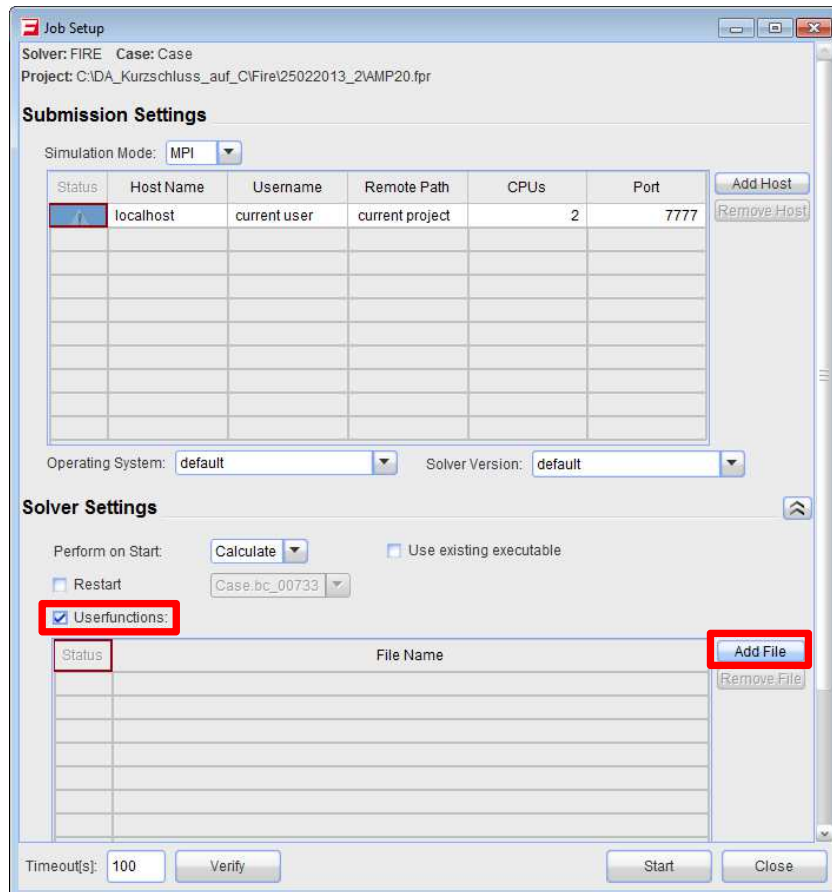 Job Setup
Solver: FIRE Case: Case
Project: C:\DA_Kurzschluss_auf_C\Fire\25022013_2\AMP20.fpr
Submission Settings
Simulation Mode: MPI
Status Host Name Username Remote Path CPUs Port Add Host
localhost current user current project 2 7777 Remove Host
Operating System: default Solver Version: default
Solver Settings
Perform on Start: Calculate Use existing executable
Restart Case.bc_00733
Userfunctions:
Status File Name Add File
Remove File
Timeout[s]: 100 Verify Start Close